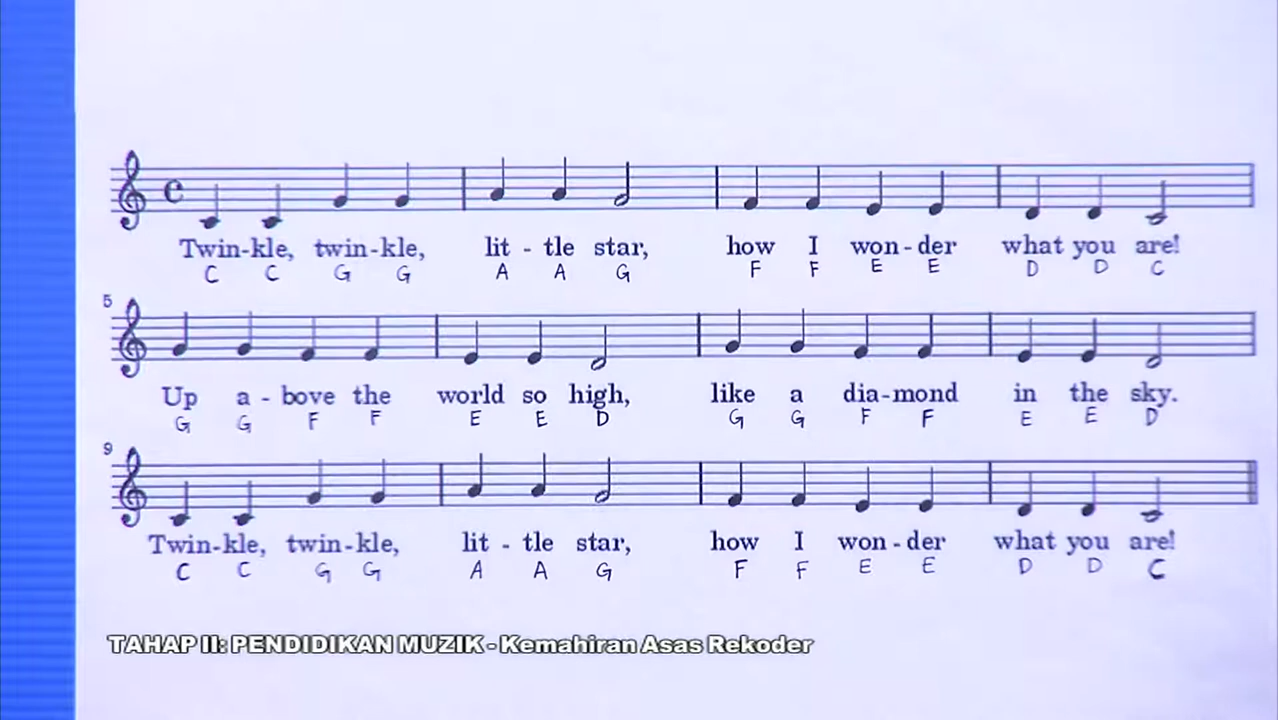 Twin-kle, twin-kle, lit - tle star, how I won - der what you are!
C C G G A A G F F E E D D C
5
Up a - bove the world so high, like a dia-mond in the sky.
G G F F E E D G G F F E E D
9
Twin-kle, twin-kle, lit - tle star, how I won - der what you are!
C C G G A A G F F E E D D C
TAHAP II: PENDIDIKAN MUZIK - Kemahiran Asas Rekoder